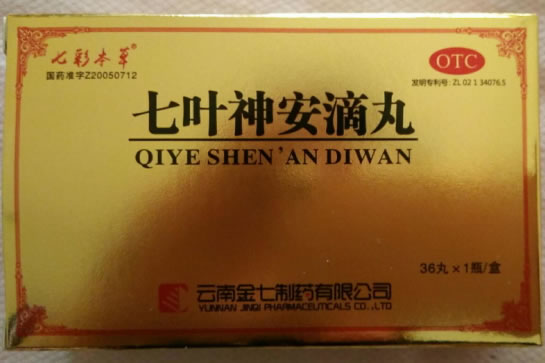 七彩本草®
国药准字Z20050712
OTC
发明专利号：ZL 02 1 34076.5
七叶神安滴丸
QIYE SHEN'AN DIWAN
36丸×1瓶/盒
云南金七制药有限公司
YUNNAN JINQI PHARMACEUTICALS CO.,LTD